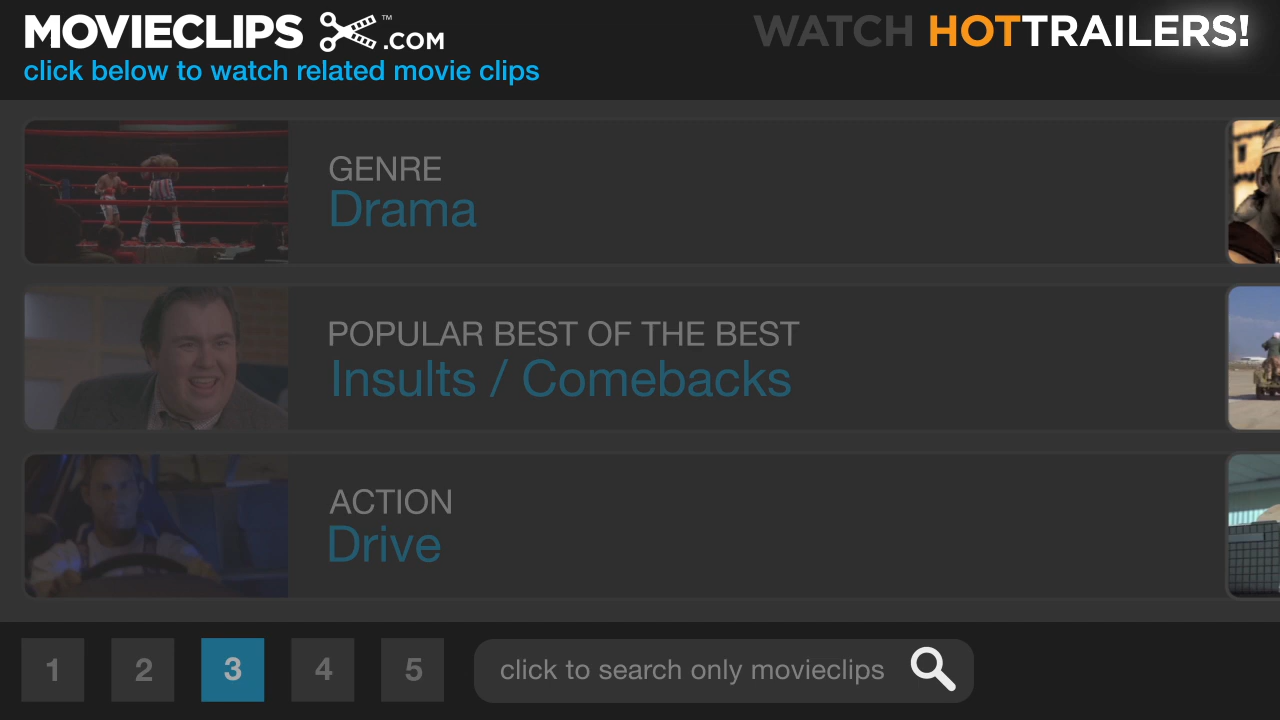 MOVIECLIPS ™ .COM
WATCH HOTTRAILERS!
click below to watch related movie clips
GENRE
Drama
POPULAR BEST OF THE BEST
Insults / Comebacks
ACTION
Drive
1 2 3 4 5 click to search only movieclips